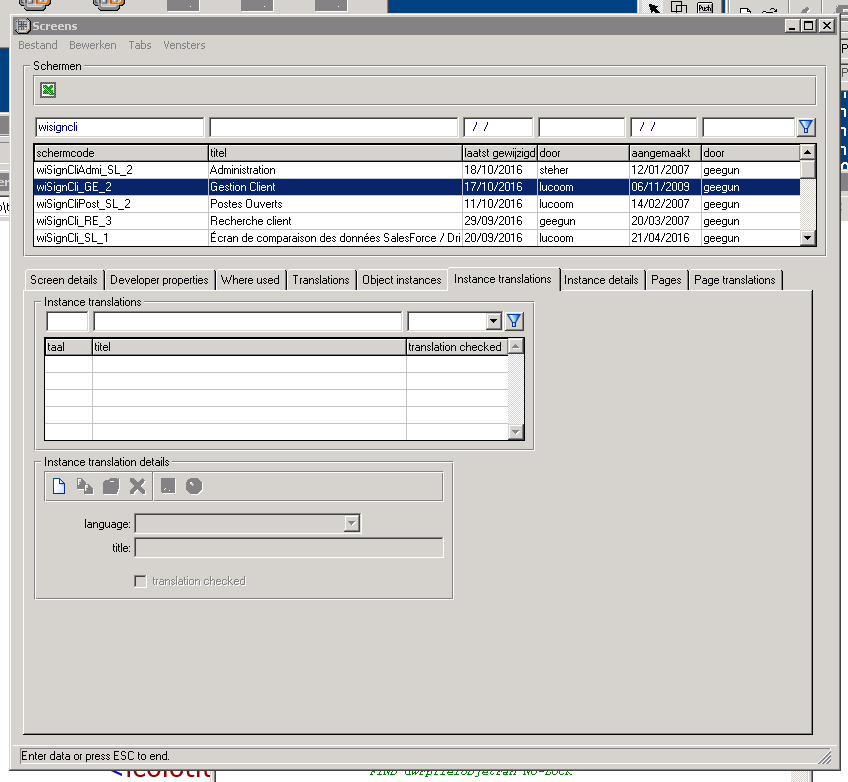 Screens
Bestand Bewerken Tabs Vensters
Schermen
wisigncli / / / /
schermcode titel laatst gewijzigd door aangemaakt door
wiSignCliAdmi_SL_2 Administration 18/10/2016 steher 12/01/2007 geegun
wiSignCli_GE_2 Gestion Client 17/10/2016 lucoom 06/11/2009 geegun
wiSignCliPost_SL_2 Postes Ouverts 11/10/2016 lucoom 14/02/2007 geegun
wiSignCli_RE_3 Recherche client 29/09/2016 geegun 20/03/2007 geegun
wiSignCli_SL_1 Écran de comparaison des données SalesForce / Dri 20/09/2016 lucoom 21/04/2016 geegun
Screen details Developer properties Where used Translations Object instances Instance translations Instance details Pages Page translations
Instance translations
taal titel translation checked
Instance translation details
language:
title:
translation checked
Enter data or press ESC to end.